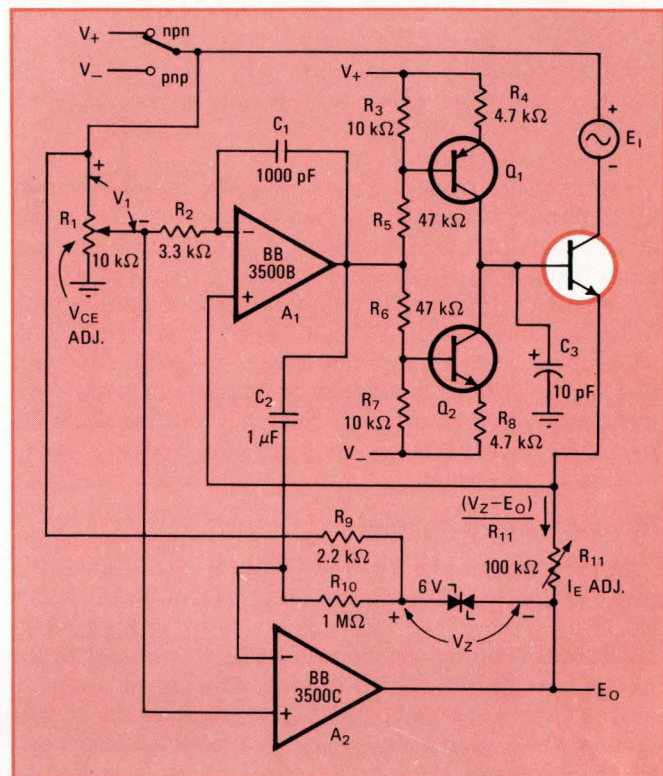 V+ npn
V− pnp
V+
R3
10 kΩ
R4
4.7 kΩ
C1
1000 pF
Q1
+
EI
−
+
V1
−
R1
10 kΩ
R2
3.3 kΩ
−
BB
3500B
+
A1
R5
47 kΩ
R6
47 kΩ
VCE
ADJ.
C2
1 μF
R7
10 kΩ
Q2
R8
4.7 kΩ
V−
+
C3
10 pF
R9
2.2 kΩ
R10
1 MΩ
6 V
+
VZ
−
(VZ−EO)
R11
R11
100 kΩ
IE ADJ.
−
BB
3500C
+
A2
EO